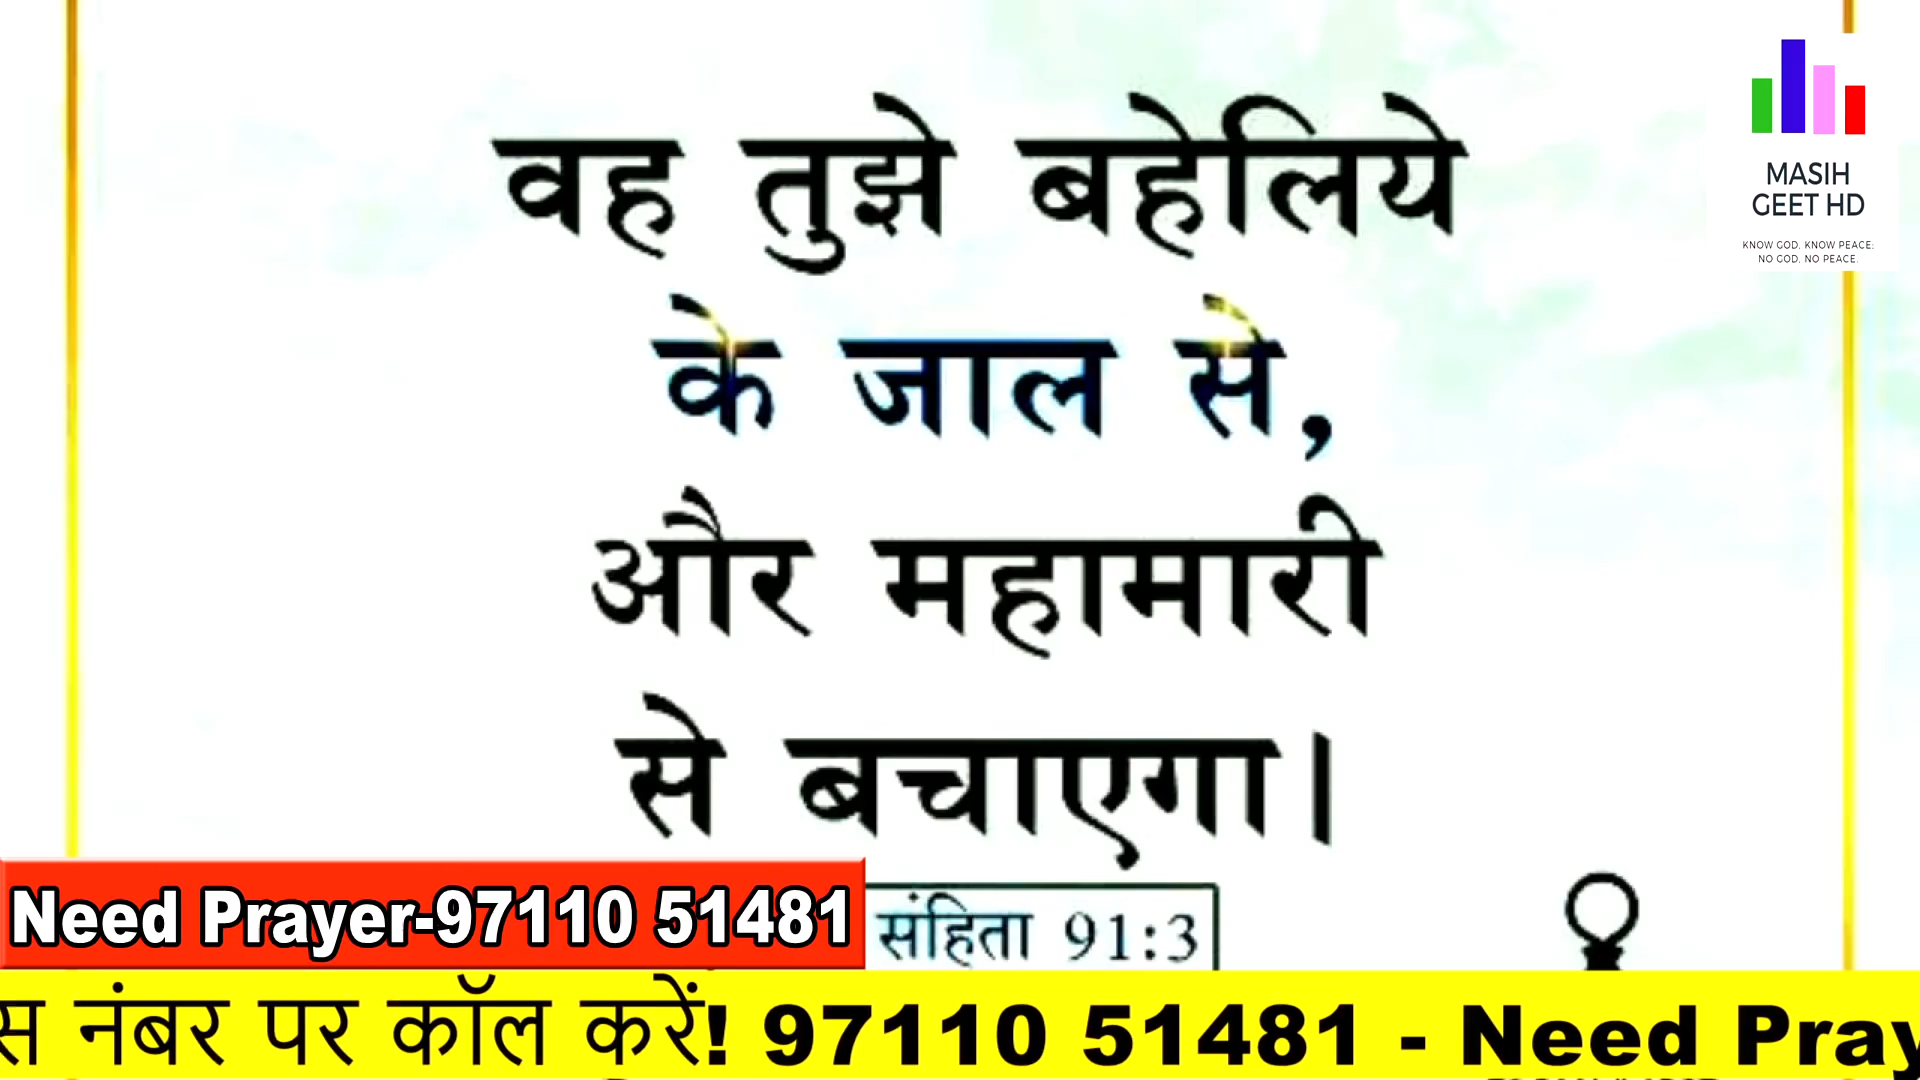 वह तुझे बहेलिये
के जाल से,
और महामारी
से बचाएगा।
MASIH
GEET HD
KNOW GOD, KNOW PEACE;
NO GOD, NO PEACE.
Need Prayer-97110 51481
संहिता 91:3
नंबर पर कॉल करें! 97110 51481 - Need Pray